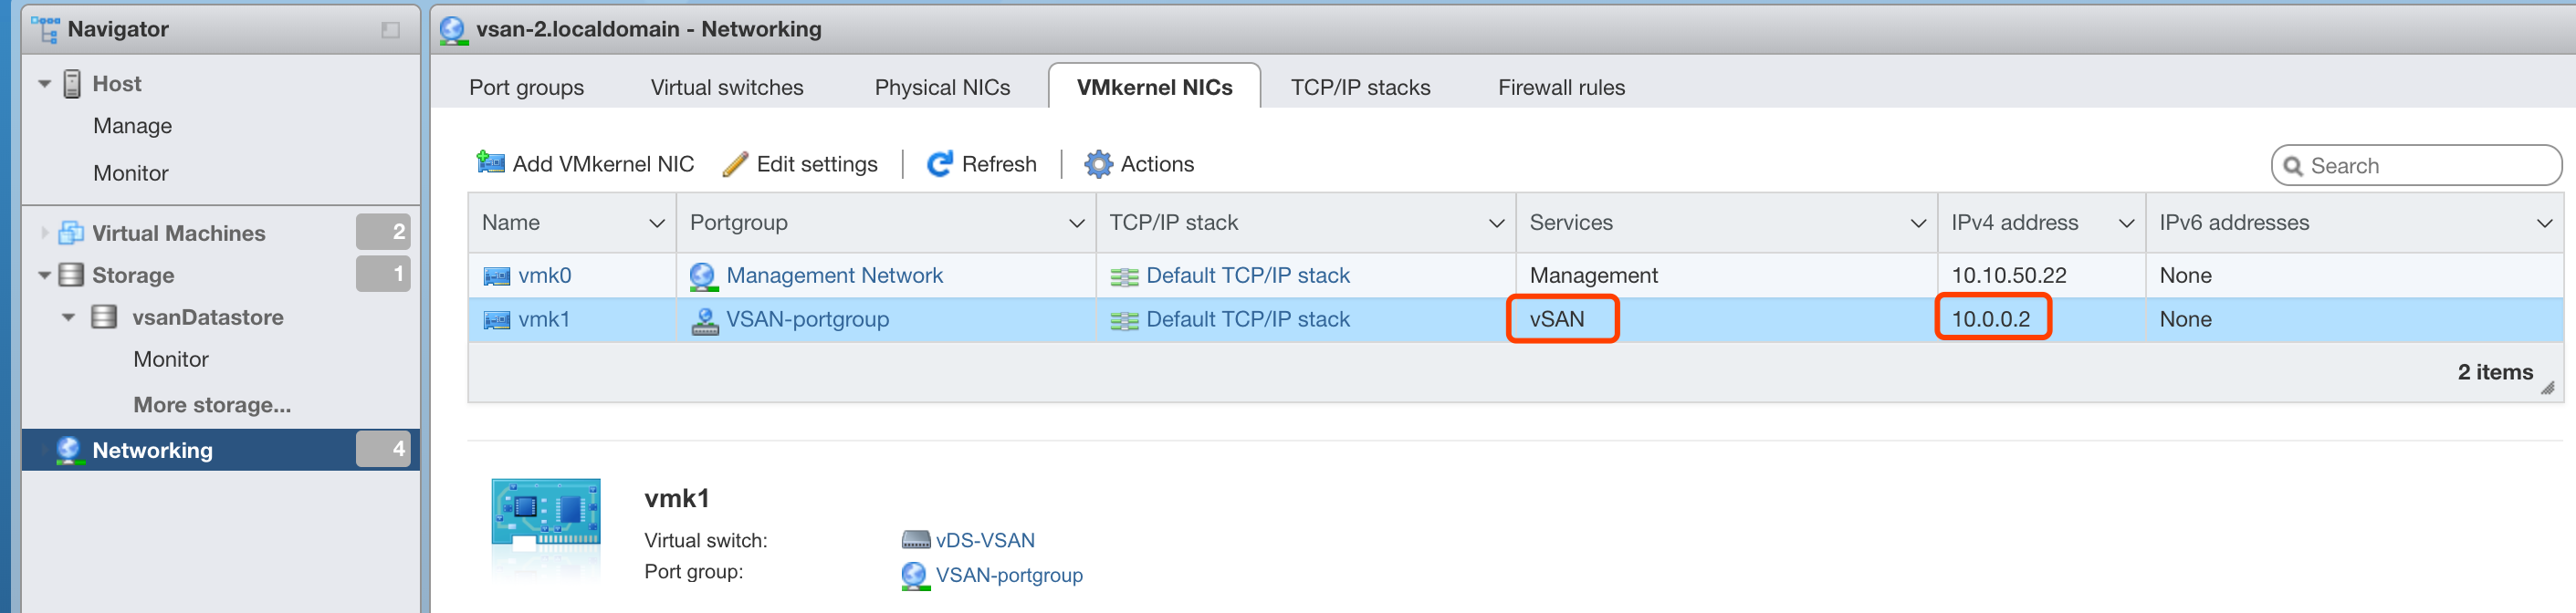 Navigator
Host
Manage
Monitor
Virtual Machines 2
Storage 1
vsanDatastore
Monitor
More storage...
Networking 4
vsan-2.localdomain - Networking
Port groups Virtual switches Physical NICs VMkernel NICs TCP/IP stacks Firewall rules
Add VMkernel NIC Edit settings Refresh Actions Search
Name Portgroup TCP/IP stack Services IPv4 address IPv6 addresses
vmk0 Management Network Default TCP/IP stack Management 10.10.50.22 None
vmk1 VSAN-portgroup Default TCP/IP stack vSAN 10.0.0.2 None
2 items
vmk1
Virtual switch: vDS-VSAN
Port group: VSAN-portgroup